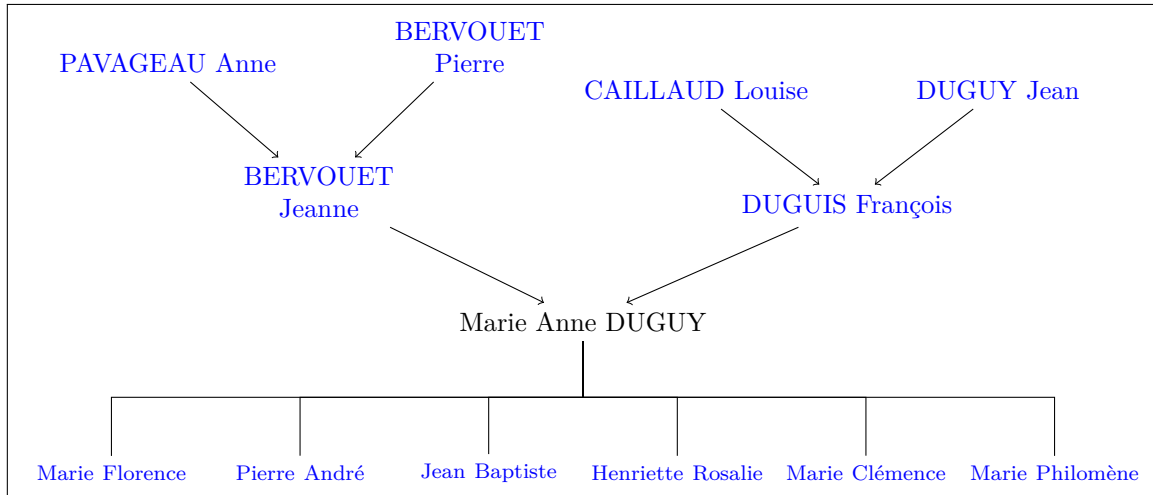 BERVOUET
Pierre
PAVAGEAU Anne
CAILLAUD Louise
DUGUY Jean
BERVOUET
Jeanne
DUGUIS François
Marie Anne DUGUY
Marie Florence
Pierre André
Jean Baptiste
Henriette Rosalie
Marie Clémence
Marie Philomène